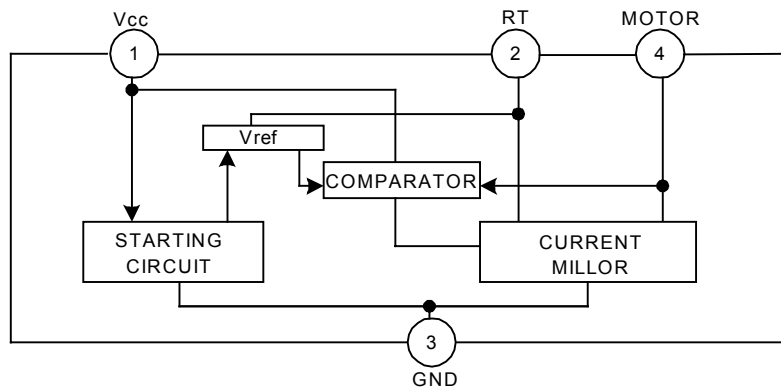 Vcc
RT
MOTOR
1
2
4
Vref
COMPARATOR
STARTING
CIRCUIT
CURRENT
MILLOR
3
GND